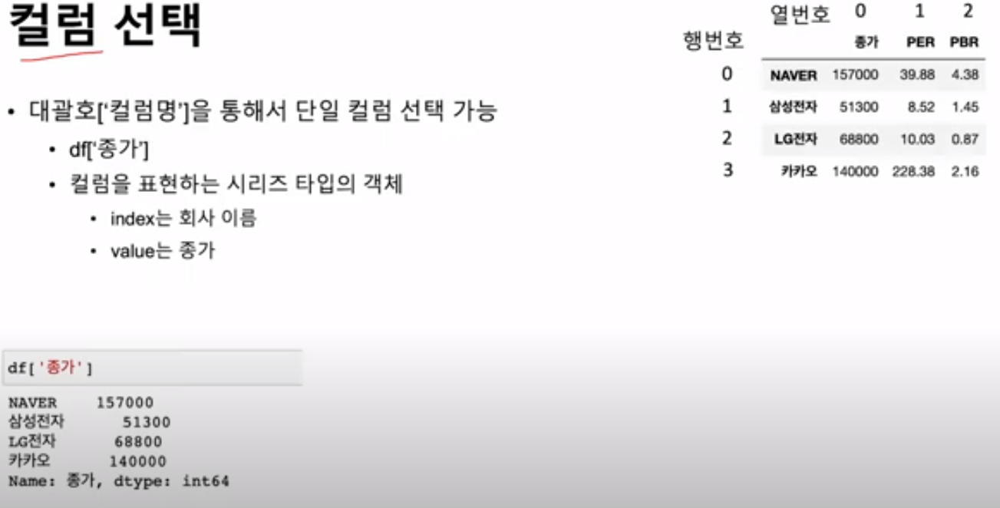 컬럼 선택
열번호 0 1 2
행번호 종가 PER PBR
0 NAVER 157000 39.88 4.38
1 삼성전자 51300 8.52 1.45
2 LG전자 68800 10.03 0.87
3 카카오 140000 228.38 2.16
• 대괄호['컬럼명']을 통해서 단일 컬럼 선택 가능
• df['종가']
• 컬럼을 표현하는 시리즈 타입의 객체
• index는 회사 이름
• value는 종가
df['종가']
NAVER 157000
삼성전자 51300
LG전자 68800
카카오 140000
Name: 종가, dtype: int64